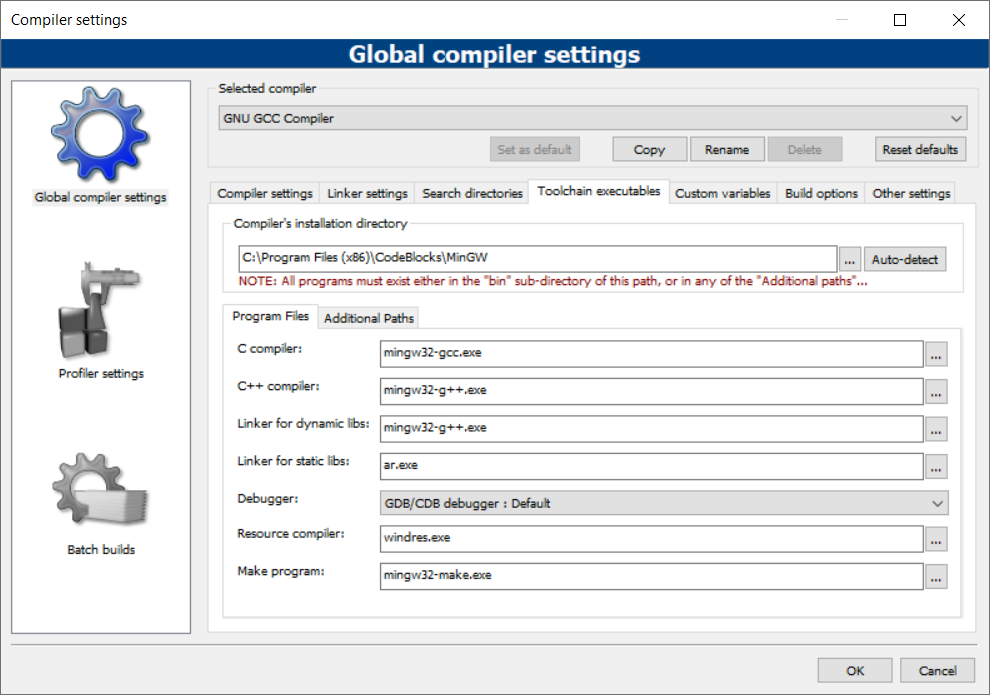 Compiler settings
Global compiler settings
Global compiler settings
Profiler settings
Batch builds
Selected compiler
GNU GCC Compiler
Set as default Copy Rename Delete Reset defaults
Compiler settings Linker settings Search directories Toolchain executables Custom variables Build options Other settings
Compiler's installation directory
C:\Program Files (x86)\CodeBlocks\MinGW ... Auto-detect
NOTE: All programs must exist either in the "bin" sub-directory of this path, or in any of the "Additional paths"...
Program Files Additional Paths
C compiler: mingw32-gcc.exe ...
C++ compiler: mingw32-g++.exe ...
Linker for dynamic libs: mingw32-g++.exe ...
Linker for static libs: ar.exe ...
Debugger: GDB/CDB debugger : Default
Resource compiler: windres.exe ...
Make program: mingw32-make.exe ...
OK Cancel